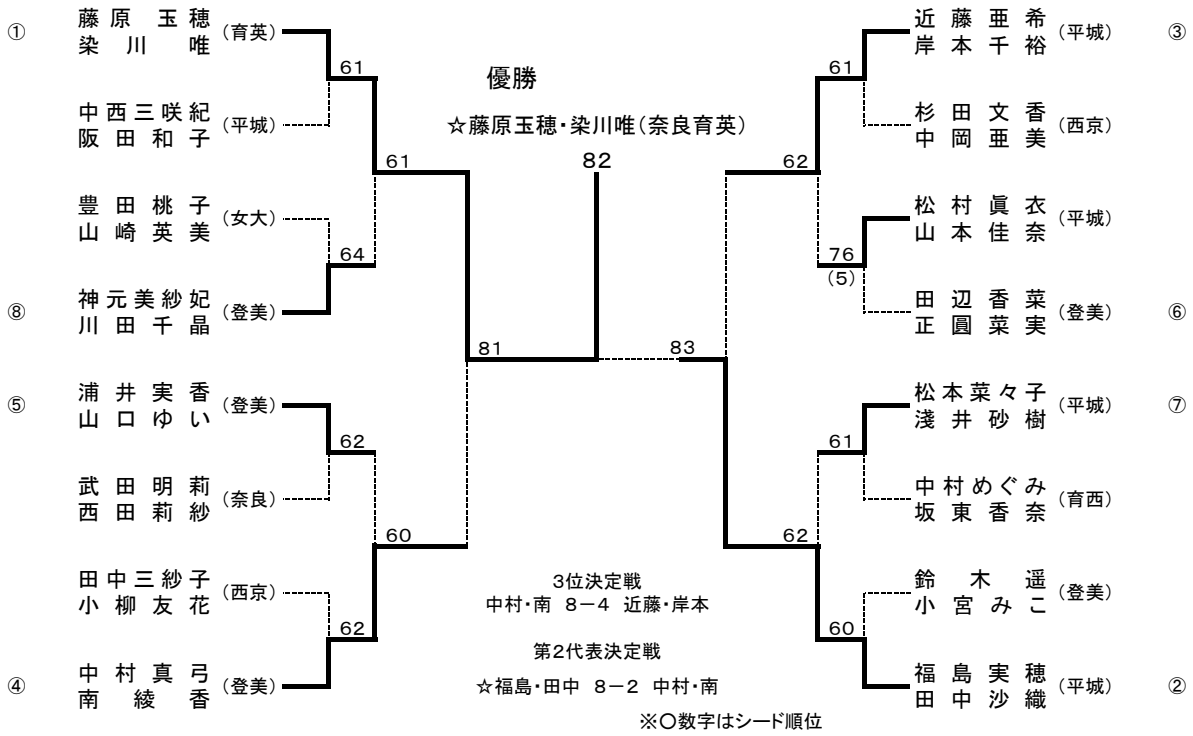 ① 藤原玉穂 (育英)
染川唯
61
中西三咲紀 (平城)
阪田和子
61
豊田桃子 (女大)
山崎英美
64
⑧ 神元美紗妃 (登美)
川田千晶
81
⑤ 浦井実香 (登美)
山口ゆい
62
武田明莉 (奈良)
西田莉紗
60
田中三紗子 (西京)
小柳友花
62
④ 中村真弓 (登美)
南綾香
優勝
☆藤原玉穂・染川唯(奈良育英)
82
近藤亜希 (平城) ③
岸本千裕
61
杉田文香 (西京)
中岡亜美
62
松村眞衣 (平城)
山本佳奈
76
(5)
田辺香菜 (登美) ⑥
正圓菜実
83
松本菜々子 (平城) ⑦
淺井砂樹
61
中村めぐみ (育西)
坂東香奈
62
鈴木遥 (登美)
小宮みこ
60
福島実穂 (平城) ②
田中沙織
3位決定戦
中村・南 8－4 近藤・岸本
第2代表決定戦
☆福島・田中 8－2 中村・南
※○数字はシード順位